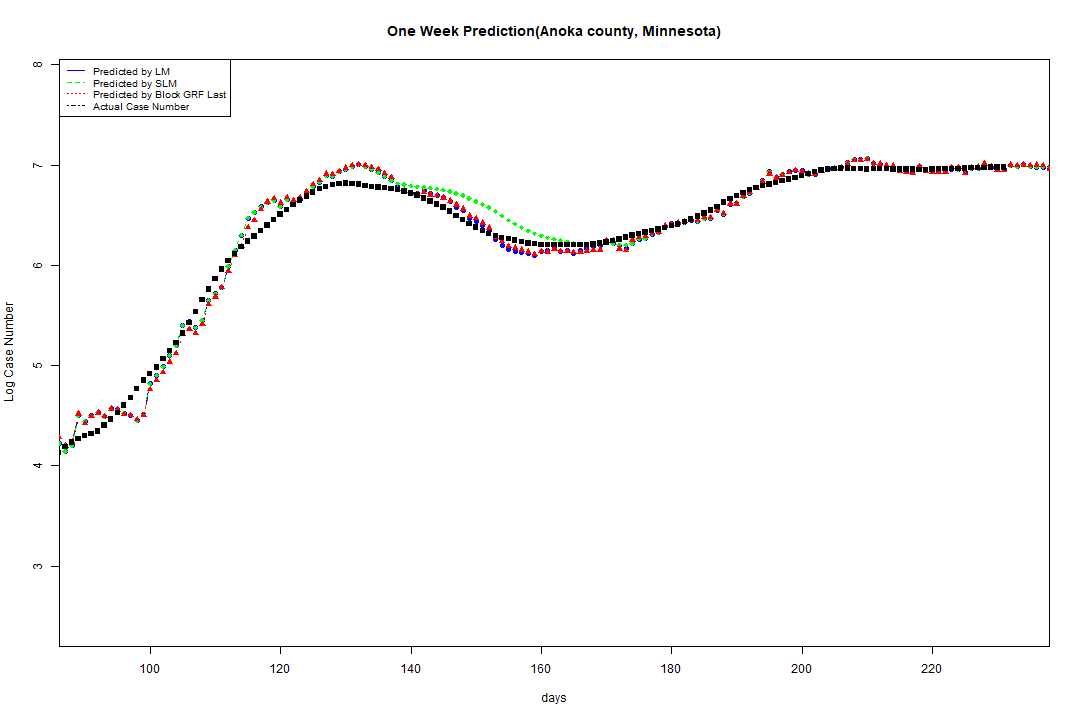 One Week Prediction(Anoka county, Minnesota)
Predicted by LM
Predicted by SLM
Predicted by Block GRF Last
Actual Case Number
8
7
6
5
4
3
Log Case Number
100 120 140 160 180 200 220
days